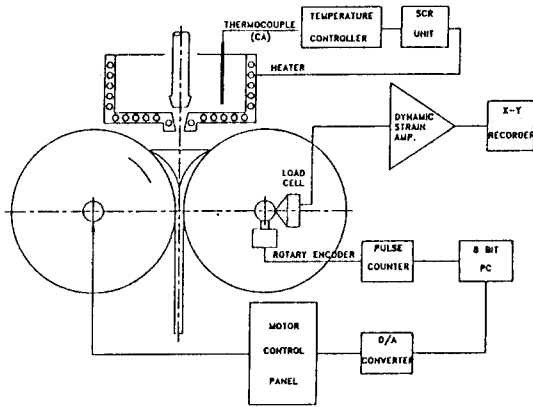 THERMOCOUPLE
(CA)
TEMPERATURE
CONTROLLER
SCR
UNIT
HEATER
DYNAMIC
STRAIN
AMP.
X-Y
RECORDER
LOAD
CELL
ROTARY ENCODER
PULSE
COUNTER
8 BIT
PC
MOTOR
CONTROL
PANEL
D/A
CONVERTER